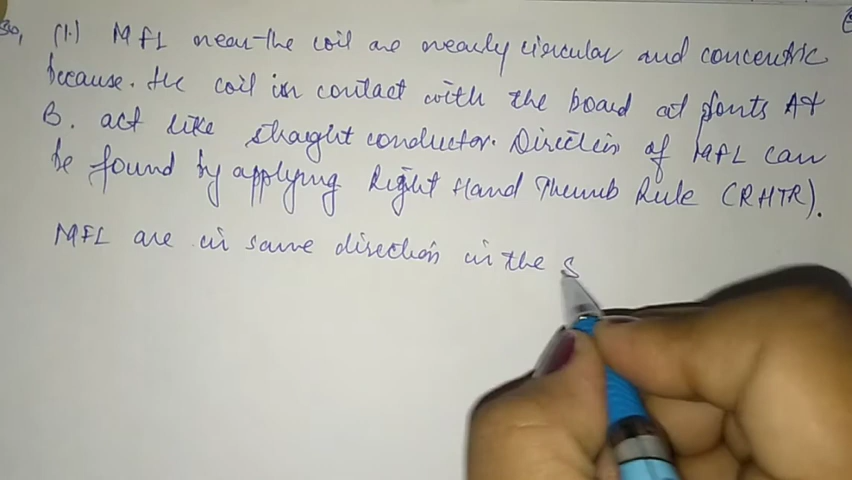 So, (1.) MFL near the coil are nearly circular and concentric
because. the coil in contact with the board at points A &
B. act like straight conductor. Direction of MFL can
be found by applying Right Hand Thumb Rule (RHTR).
MFL are in same direction in the s